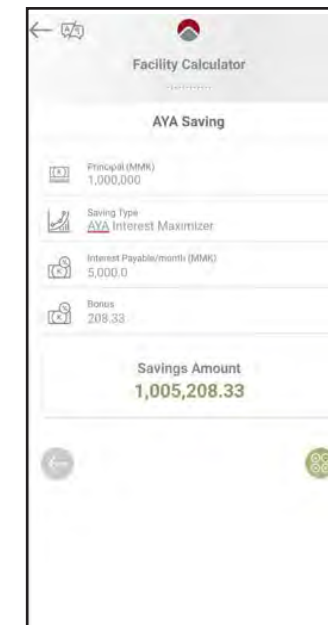 Facility Calculator
AYA Saving
Principal (MMK)
1,000,000
Saving Type
AYA Interest Maximizer
Interest Payable/month (MMK)
5,000.0
Bonus
208.33
Savings Amount
1,005,208.33